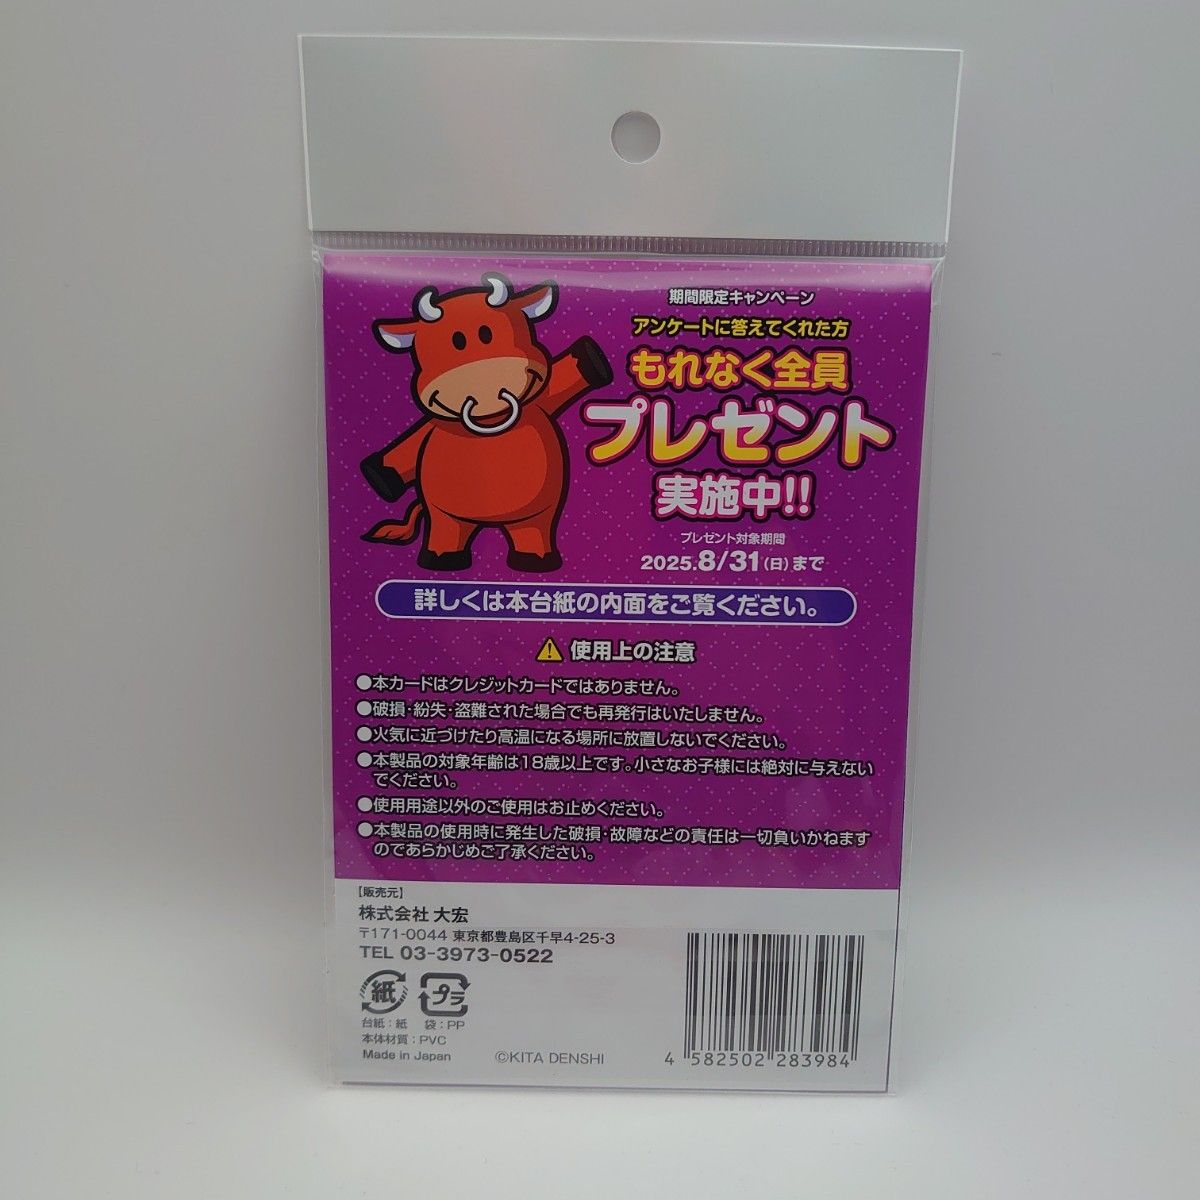 期間限定キャンペーン
アンケートに答えてくれた方
もれなく全員
プレゼント
実施中!!
プレゼント対象期間
2025.8/31(日)まで
詳しくは本台紙の内面をご覧ください。
使用上の注意
●本カードはクレジットカードではありません。
●破損・紛失・盗難された場合でも再発行はいたしません。
●火気に近づけたり高温になる場所に放置しないでください。
●本製品の対象年齢は18歳以上です。小さなお子様には絶対に与えない
でください。
●使用用途以外のご使用はお止めください。
●本製品の使用時に発生した破損・故障などの責任は一切負いかねます
のであらかじめご了承ください。
【販売元】
株式会社 大宏
〒171-0044 東京都豊島区千早4-25-3
TEL 03-3973-0522
紙 プラ
台紙:紙 袋:PP
本体材質:PVC
Made in Japan
©KITA DENSHI
4 582502 283984